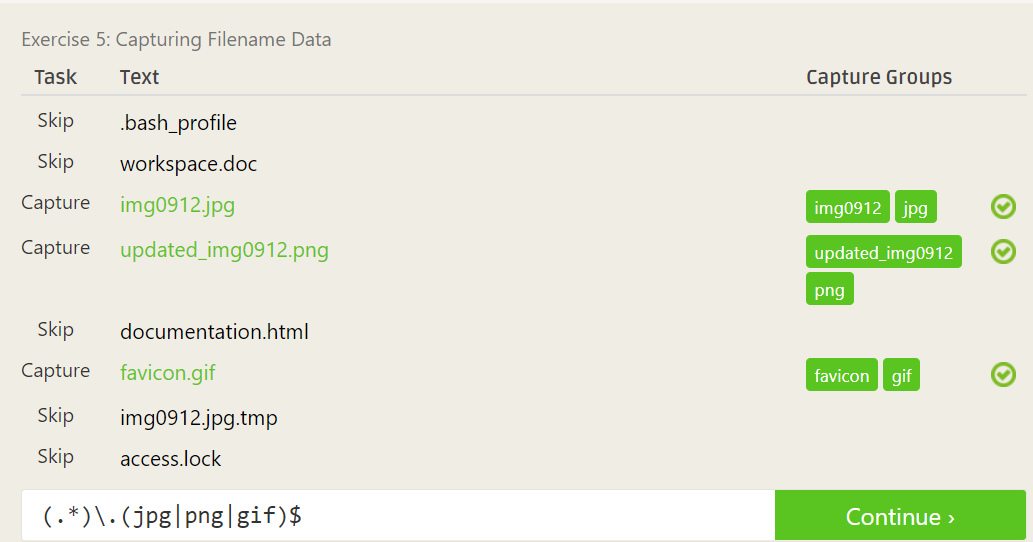 Exercise 5: Capturing Filename Data
Task Text Capture Groups
Skip .bash_profile
Skip workspace.doc
Capture img0912.jpg img0912 jpg
Capture updated_img0912.png updated_img0912
png
Skip documentation.html
Capture favicon.gif favicon gif
Skip img0912.jpg.tmp
Skip access.lock
(.*)\.(jpg|png|gif)$ Continue ›